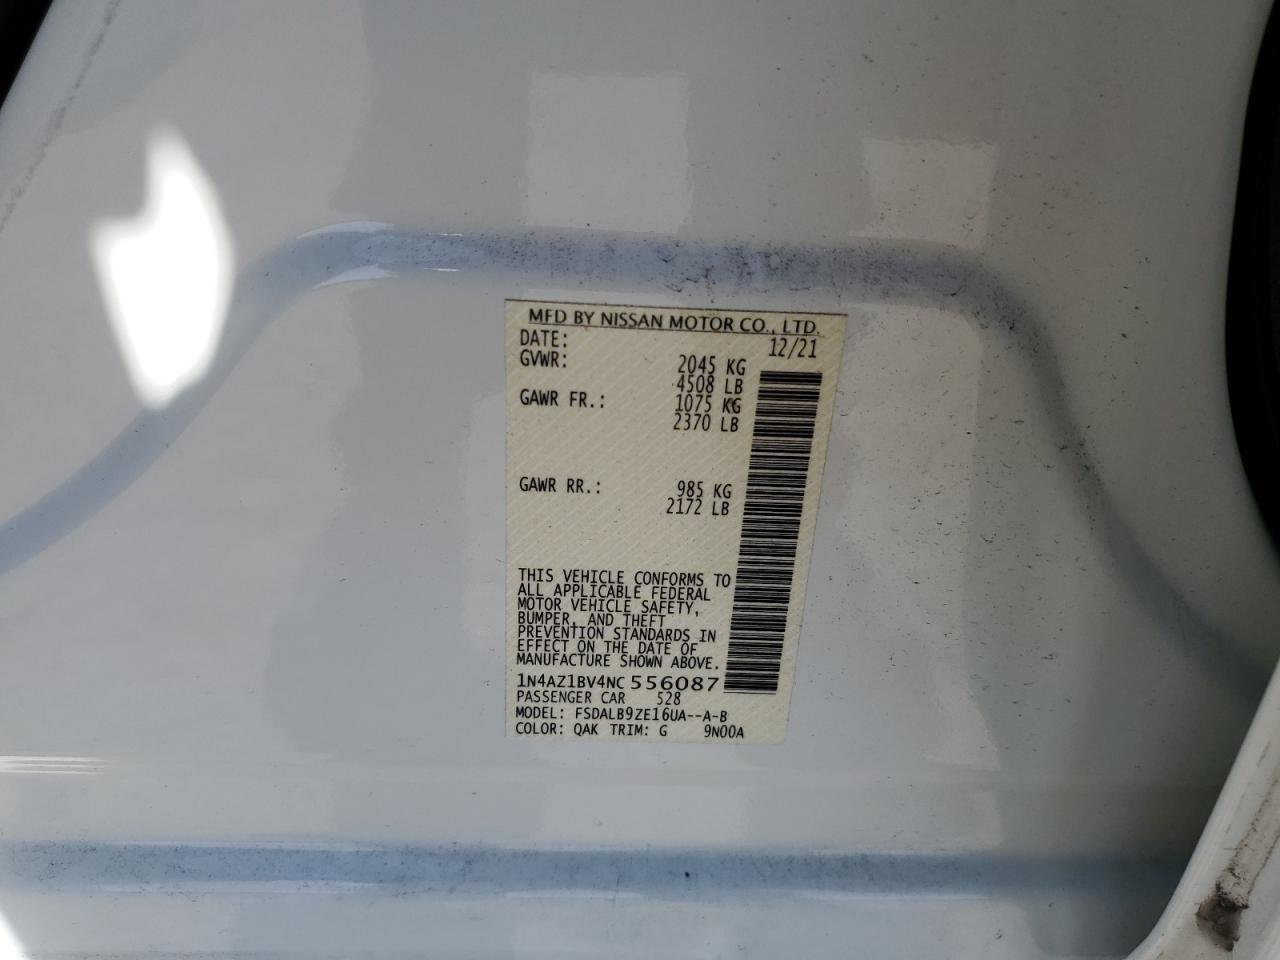 MFD BY NISSAN MOTOR CO., LTD.
DATE: 12/21
GVWR: 2045 KG
4508 LB
GAWR FR.: 1075 KG
2370 LB
GAWR RR.: 985 KG
2172 LB
THIS VEHICLE CONFORMS TO
ALL APPLICABLE FEDERAL
MOTOR VEHICLE SAFETY,
BUMPER, AND THEFT
PREVENTION STANDARDS IN
EFFECT ON THE DATE OF
MANUFACTURE SHOWN ABOVE.
1N4AZ1BV4NC 556087
PASSENGER CAR 528
MODEL: FSDALB9ZE16UA--A-B
COLOR: QAK TRIM: G 9N00A